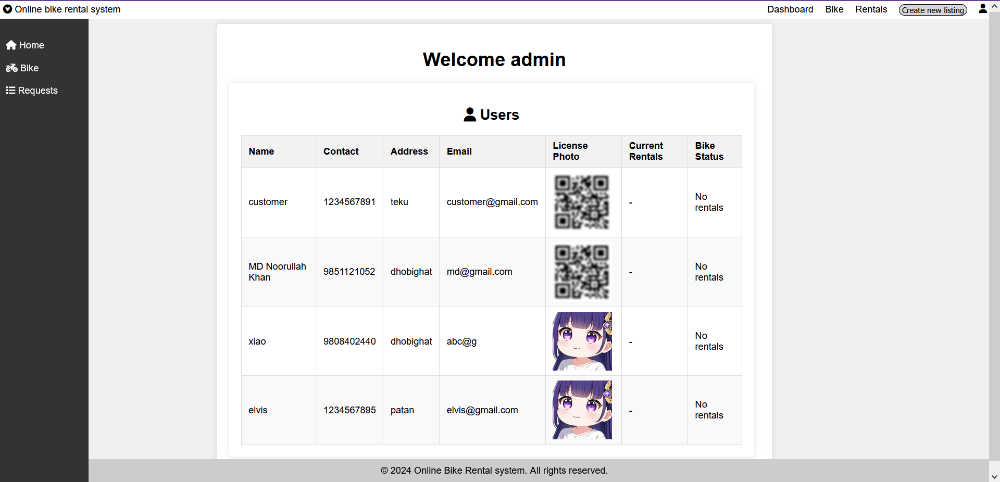 Online bike rental system
Dashboard Bike Rentals Create new listing
Home
Bike
Requests
Welcome admin
Users
Name Contact Address Email License Photo Current Rentals Bike Status
customer 1234567891 teku customer@gmail.com - No rentals
MD Noorullah Khan 9851121052 dhobighat md@gmail.com - No rentals
xiao 9808402440 dhobighat abc@g - No rentals
elvis 1234567895 patan elvis@gmail.com - No rentals
© 2024 Online Bike Rental system. All rights reserved.